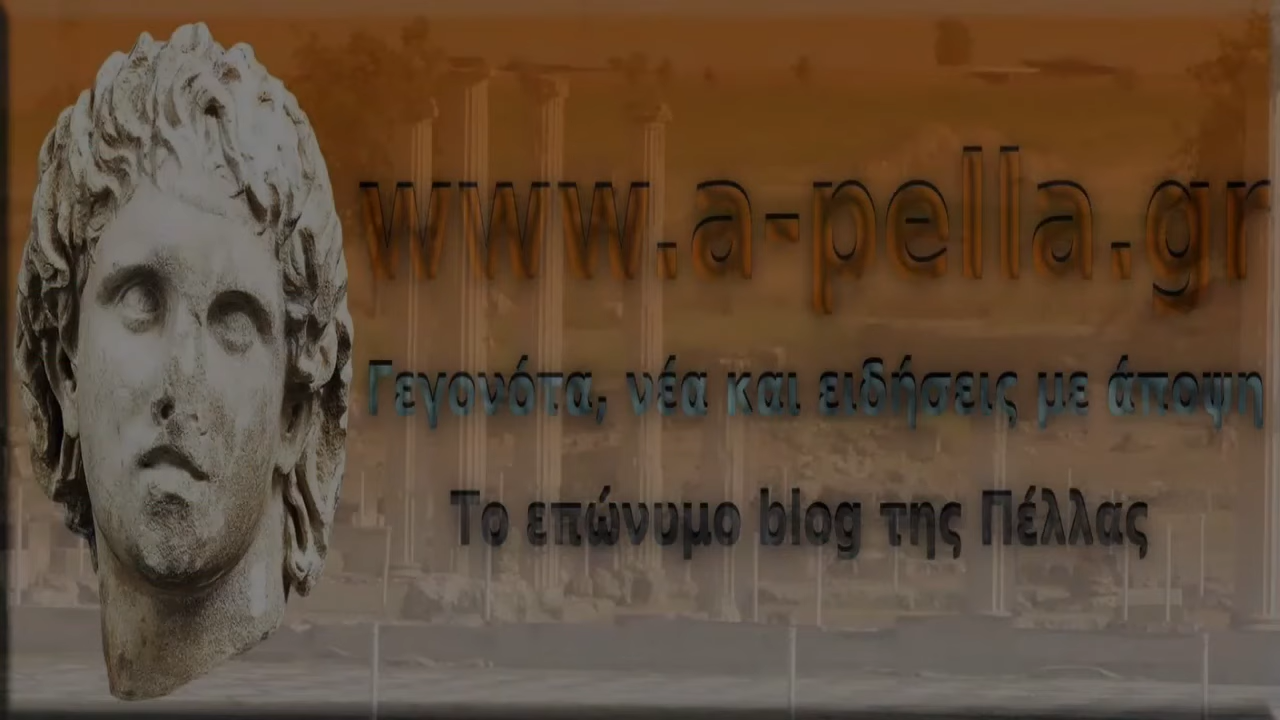 www.a-pella.gr
Γεγονότα, νέα και ειδήσεις με άποψη
Το επώνυμο blog της Πέλλας